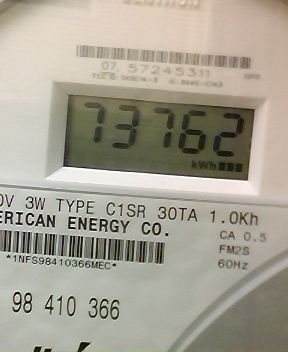 07 57245311
73762
kWh
0V 3W TYPE C1SR 30TA 1.0Kh
ERICAN ENERGY CO.
CA 0.5
FM2S
60Hz
*1NFS98410366MEC*
98 410 366